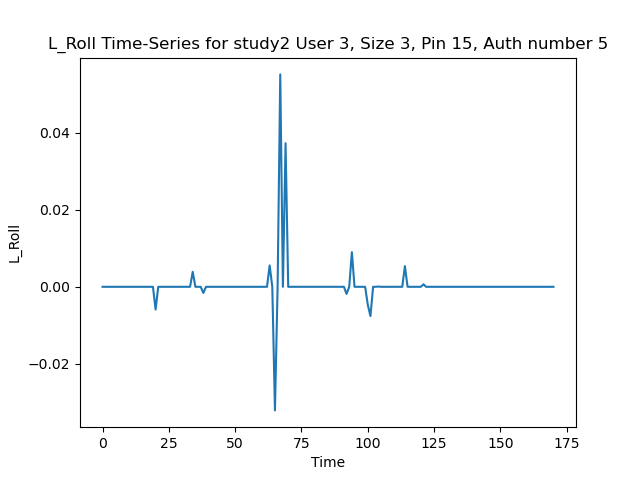 L_Roll Time-Series for study2 User 3, Size 3, Pin 15, Auth number 5
L_Roll
0.04
0.02
0.00
−0.02
0 25 50 75 100 125 150 175
Time